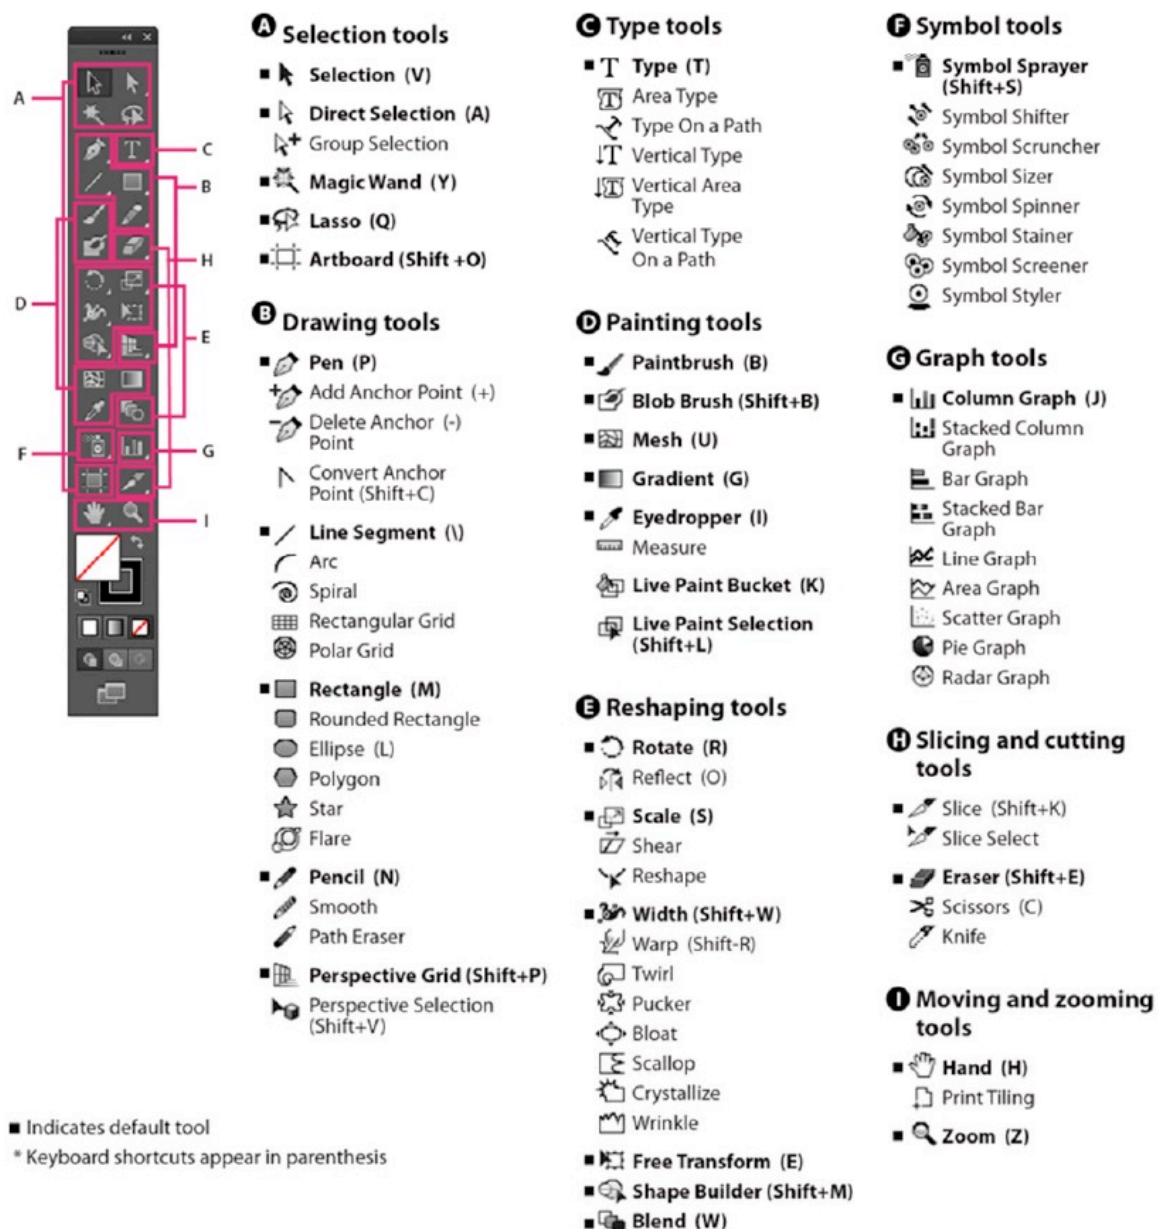 A
C
B
H
D
E
F
G
I
T
■ Indicates default tool
* Keyboard shortcuts appear in parenthesis
A Selection tools
■ Selection (V)
■ Direct Selection (A)
Group Selection
■ Magic Wand (Y)
■ Lasso (Q)
■ Artboard (Shift +O)
B Drawing tools
■ Pen (P)
Add Anchor Point (+)
Delete Anchor (-)
Point
Convert Anchor
Point (Shift+C)
■ Line Segment (\)
Arc
Spiral
Rectangular Grid
Polar Grid
■ Rectangle (M)
Rounded Rectangle
Ellipse (L)
Polygon
Star
Flare
■ Pencil (N)
Smooth
Path Eraser
■ Perspective Grid (Shift+P)
Perspective Selection
(Shift+V)
C Type tools
■ T Type (T)
Area Type
Type On a Path
Vertical Type
Vertical Area
Type
Vertical Type
On a Path
D Painting tools
■ Paintbrush (B)
■ Blob Brush (Shift+B)
■ Mesh (U)
■ Gradient (G)
■ Eyedropper (I)
Measure
Live Paint Bucket (K)
Live Paint Selection
(Shift+L)
E Reshaping tools
■ Rotate (R)
Reflect (O)
■ Scale (S)
Shear
Reshape
■ Width (Shift+W)
Warp (Shift-R)
Twirl
Pucker
Bloat
Scallop
Crystallize
Wrinkle
■ Free Transform (E)
■ Shape Builder (Shift+M)
■ Blend (W)
F Symbol tools
■ Symbol Sprayer
(Shift+S)
Symbol Shifter
Symbol Scruncher
Symbol Sizer
Symbol Spinner
Symbol Stainer
Symbol Screener
Symbol Styler
G Graph tools
■ Column Graph (J)
Stacked Column
Graph
Bar Graph
Stacked Bar
Graph
Line Graph
Area Graph
Scatter Graph
Pie Graph
Radar Graph
H Slicing and cutting
tools
■ Slice (Shift+K)
Slice Select
■ Eraser (Shift+E)
Scissors (C)
Knife
I Moving and zooming
tools
■ Hand (H)
Print Tiling
■ Zoom (Z)